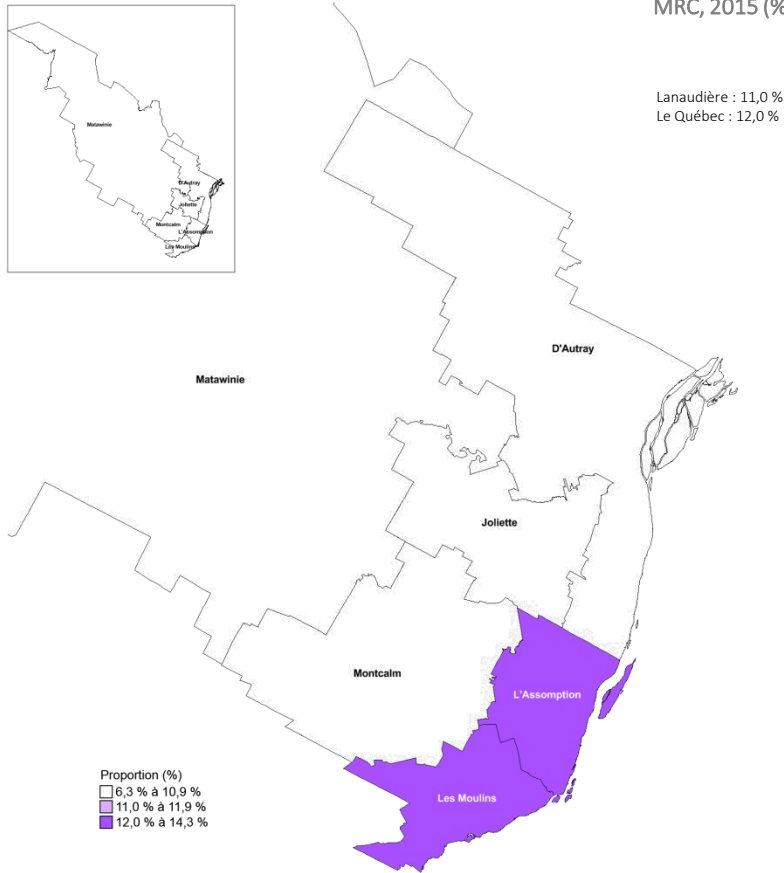 MRC, 2015 (%
Lanaudière : 11,0 %
Le Québec : 12,0 %
Matawinie
D'Autray
Joliette
Montcalm
L'Assomption
Les Moulins
D'Autray
Matawinie
Joliette
Montcalm
L'Assomption
Les Moulins
Proportion (%)
6,3 % à 10,9 %
11,0 % à 11,9 %
12,0 % à 14,3 %